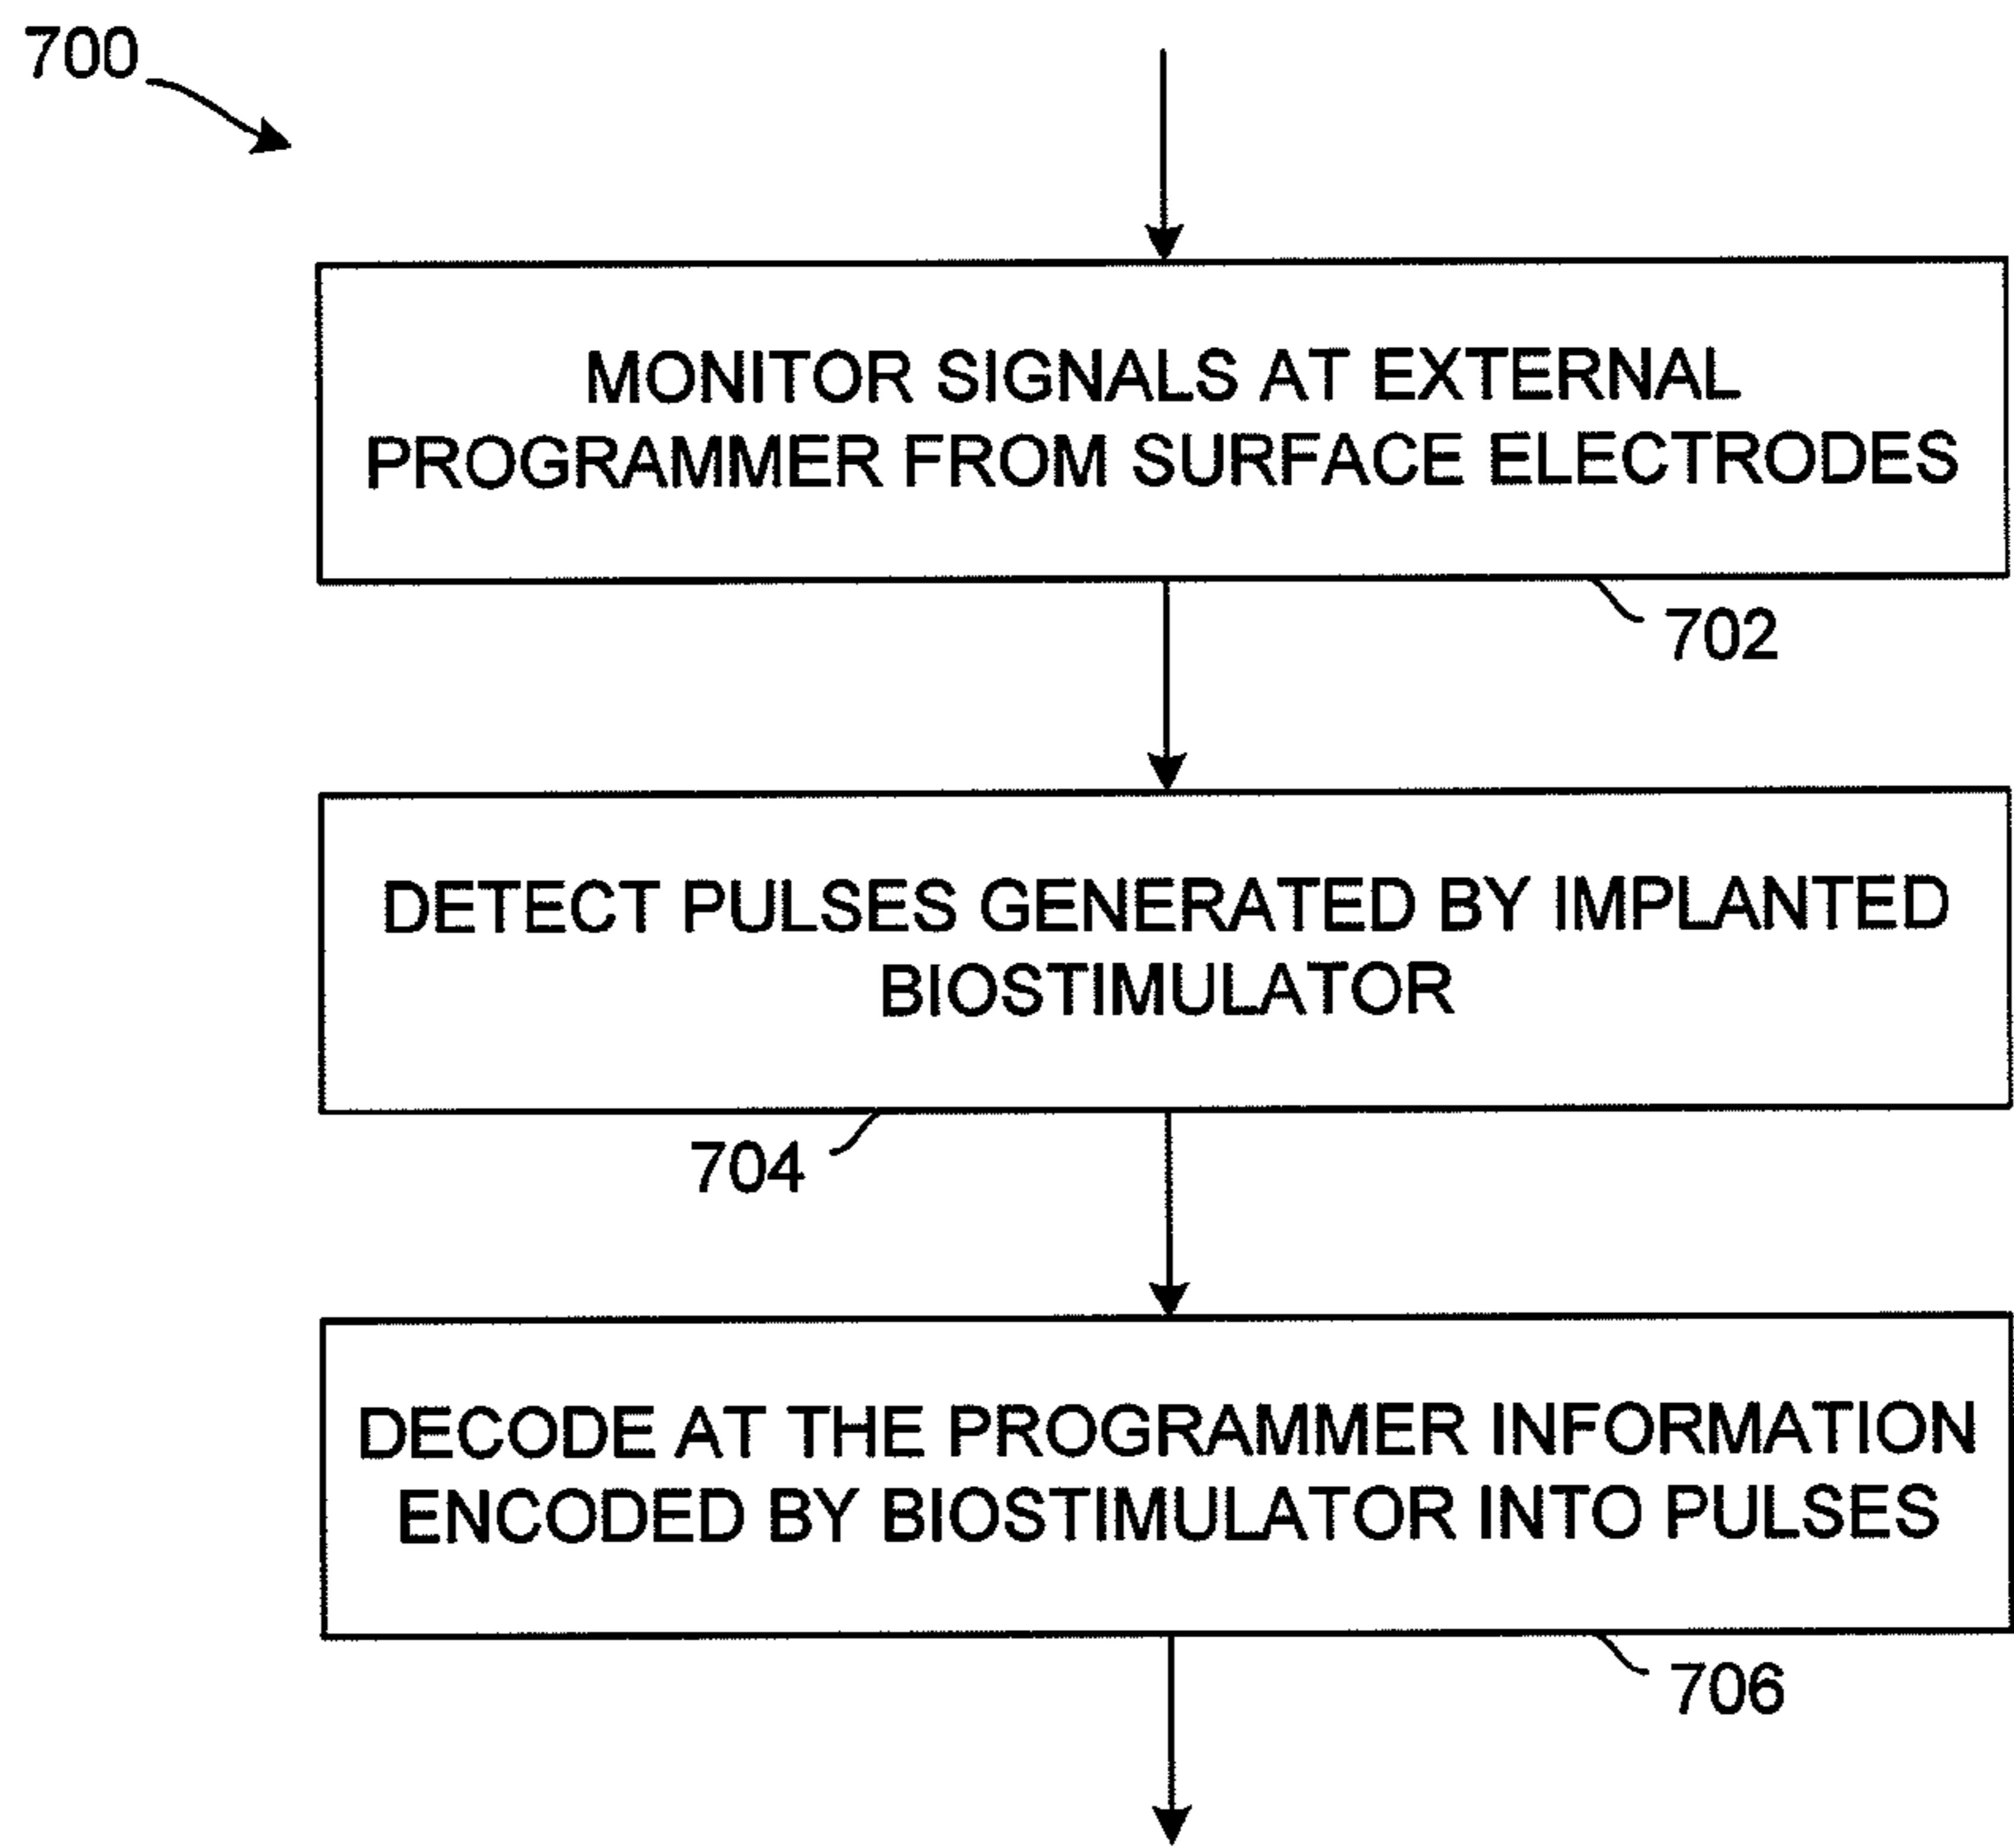 700
MONITOR SIGNALS AT EXTERNAL
PROGRAMMER FROM SURFACE ELECTRODES
702
DETECT PULSES GENERATED BY IMPLANTED
BIOSTIMULATOR
704
DECODE AT THE PROGRAMMER INFORMATION
ENCODED BY BIOSTIMULATOR INTO PULSES
706